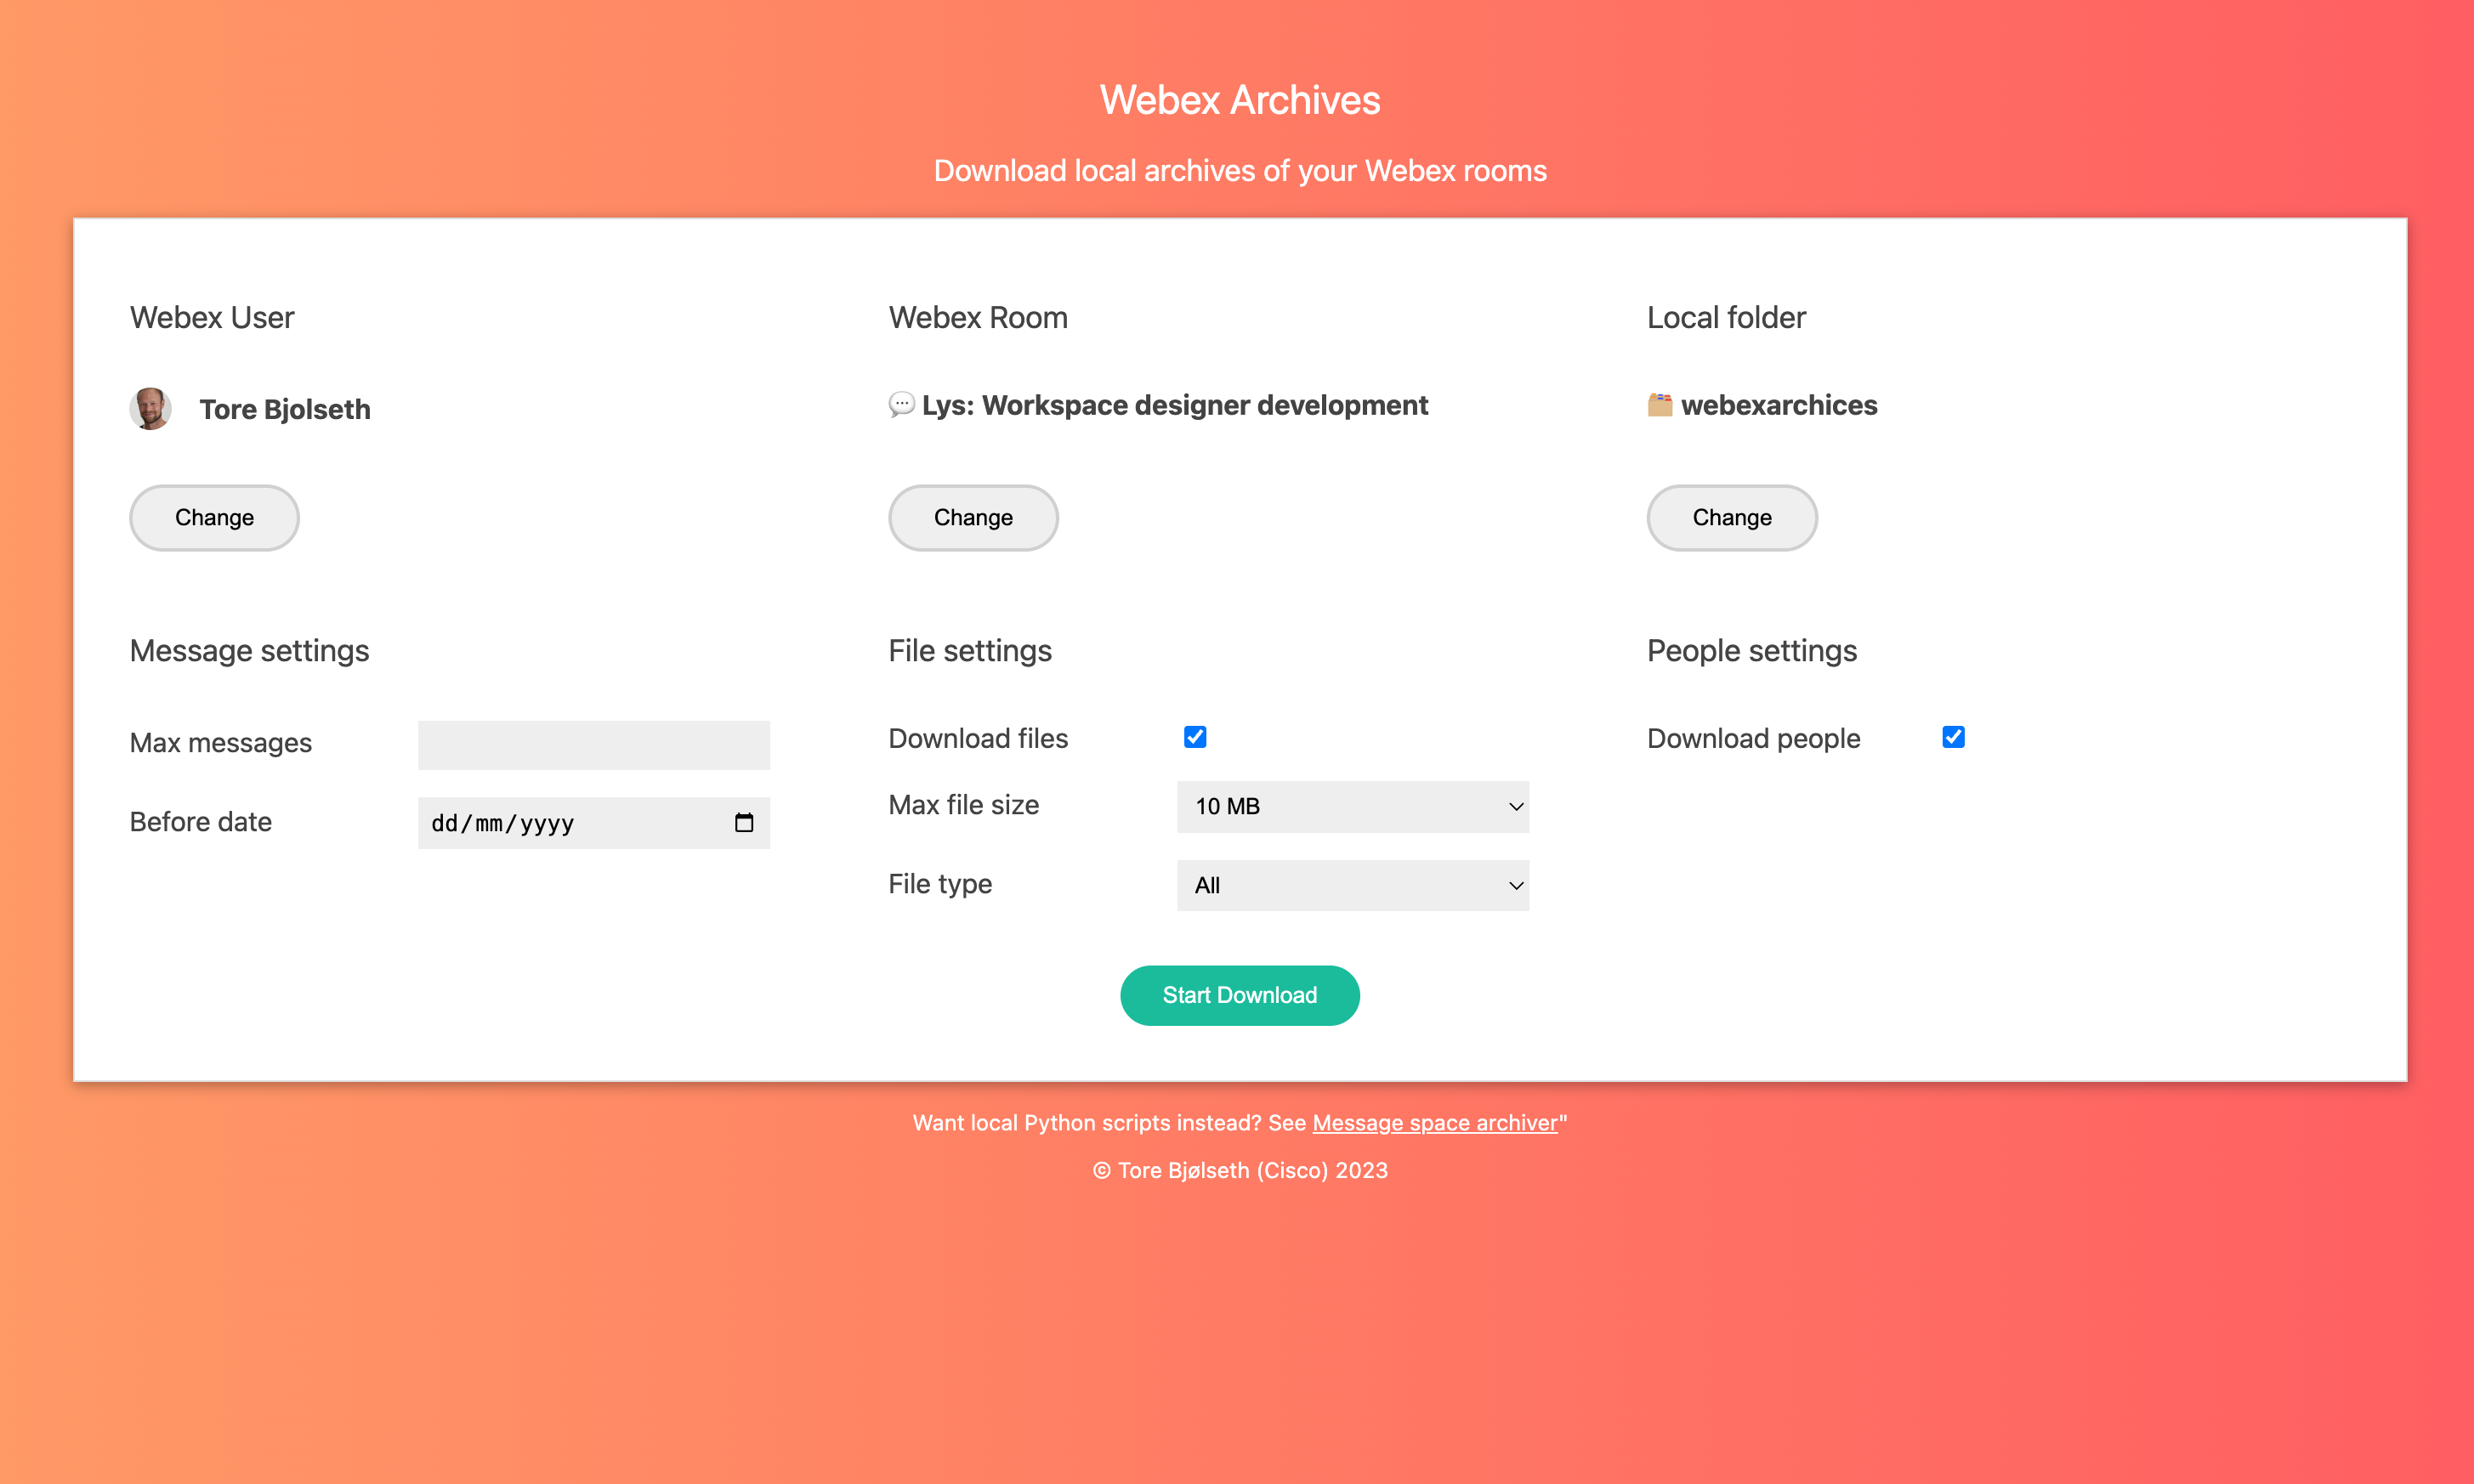 Webex Archives
Download local archives of your Webex rooms
Webex User
Tore Bjolseth
Change
Webex Room
Lys: Workspace designer development
Change
Local folder
webexarchices
Change
Message settings
Max messages
Before date dd/mm/yyyy
File settings
Download files
Max file size 10 MB
File type All
People settings
Download people
Start Download
Want local Python scripts instead? See Message space archiver"
© Tore Bjølseth (Cisco) 2023